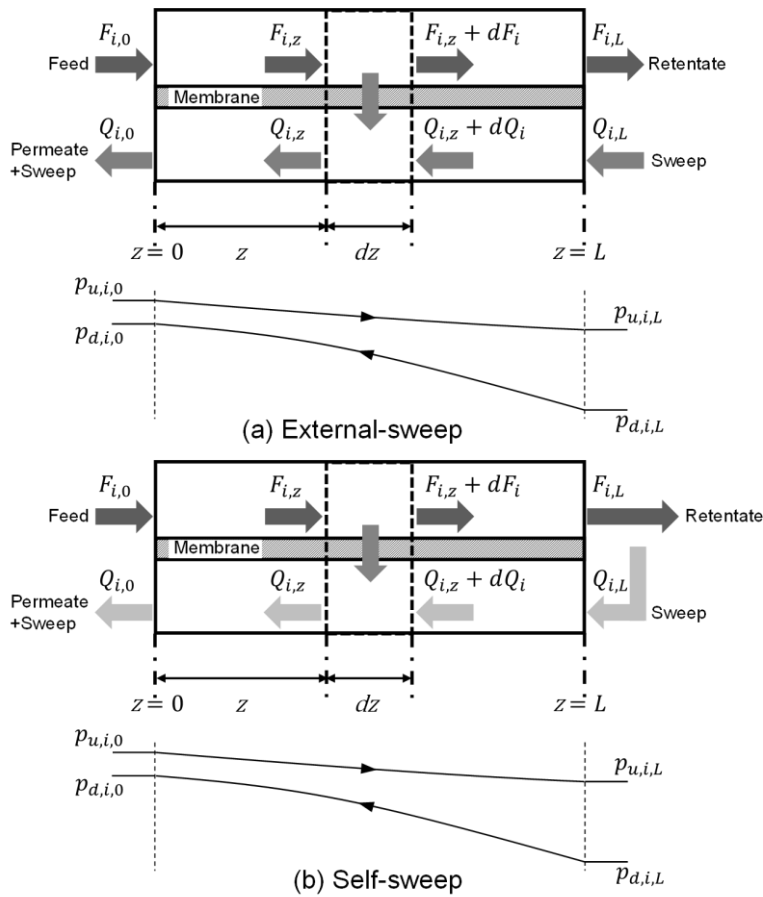 F_{i,0} F_{i,z} F_{i,z} + dF_i F_{i,L}
Feed Retentate
Membrane
Q_{i,0} Q_{i,z} Q_{i,z} + dQ_i Q_{i,L}
Permeate
+Sweep
Sweep
z = 0 z dz z = L
p_{u,i,0}
p_{d,i,0}
p_{u,i,L}
p_{d,i,L}
(a) External-sweep
F_{i,0} F_{i,z} F_{i,z} + dF_i F_{i,L}
Feed Retentate
Membrane
Q_{i,0} Q_{i,z} Q_{i,z} + dQ_i Q_{i,L}
Permeate
+Sweep
Sweep
z = 0 z dz z = L
p_{u,i,0}
p_{d,i,0}
p_{u,i,L}
p_{d,i,L}
(b) Self-sweep